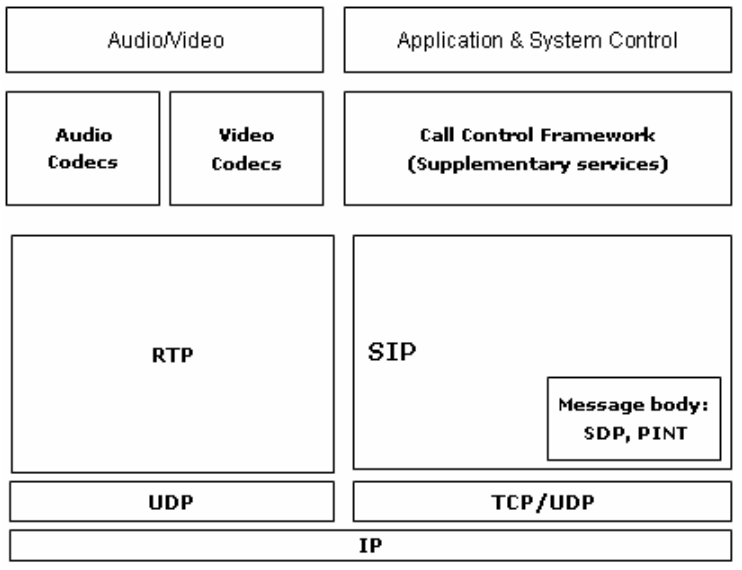 Audio/Video
Application & System Control
Audio
Codecs
Video
Codecs
Call Control Framework
(Supplementary services)
RTP
SIP
Message body:
SDP, PINT
UDP
TCP/UDP
IP